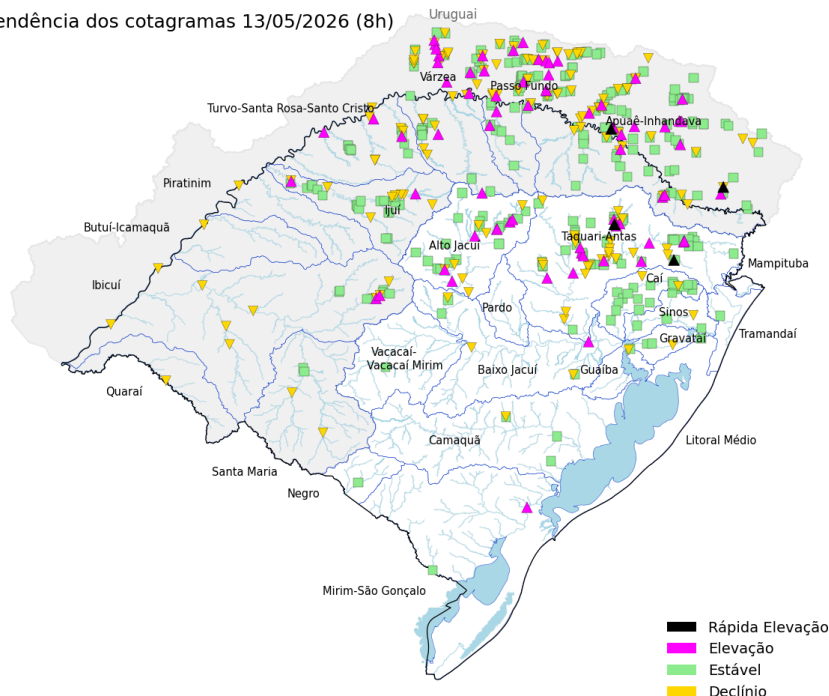 endência dos cotagramas 13/05/2026 (8h)
Uruguai
Várzea
Passo Fundo
Turvo-Santa Rosa-Santo Cristo
Apuaê-Inhandava
Piratinim
Ijuí
Butuí-Icamaquã
Alto Jacuí
Taquari-Antas
Mampituba
Ibicuí
Caí
Pardo
Sinos
Tramandaí
Gravataí
Vacacaí-
Vacacaí Mirim
Baixo Jacuí
Guaíba
Quaraí
Camaquã
Litoral Médio
Santa Maria
Negro
Mirim-São Gonçalo
Rápida Elevação
Elevação
Estável
Declínio